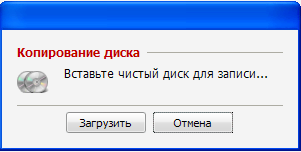 Копирование диска
Вставьте чистый диск для записи...
Загрузить
Отмена